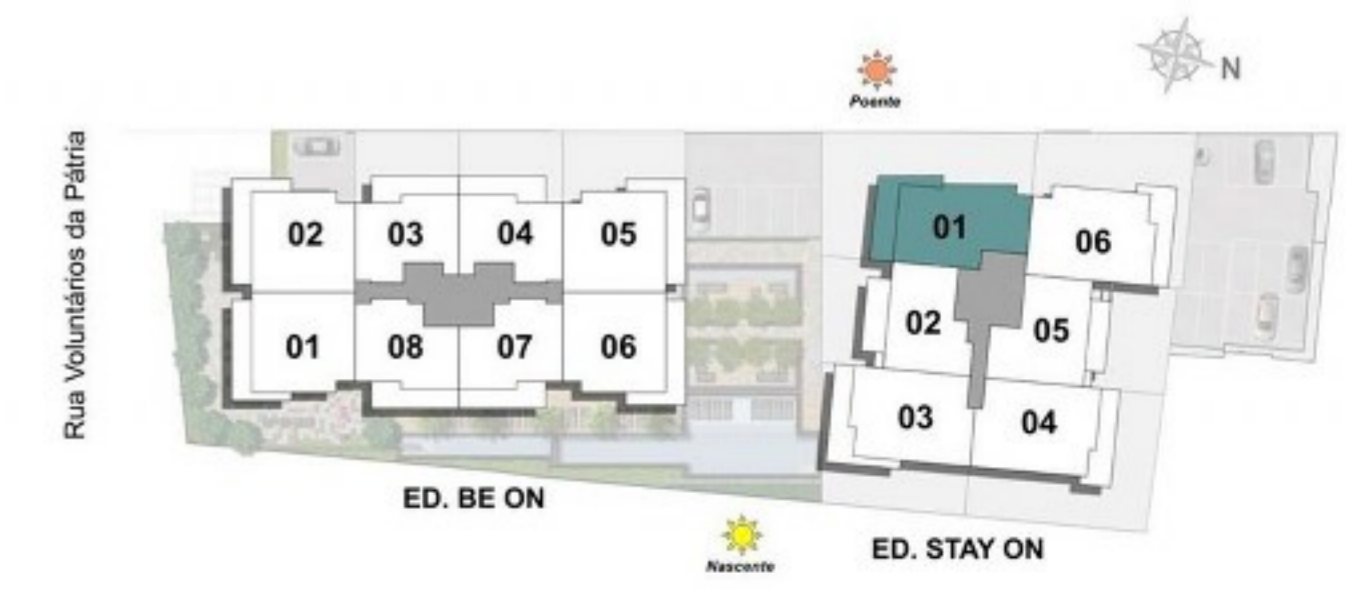 N
Poente
Rua Voluntários da Pátria
02 03 04 05
01 08 07 06
01 06
02 05
03 04
ED. BE ON
Nascente
ED. STAY ON